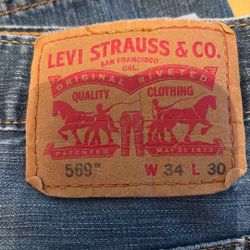 LEVI STRAUSS & CO.
SAN FRANCISCO
CAL.
ORIGINAL RIVETED
QUALITY CLOTHING
PATENTED MAY 20 1873
569™ W 34 L 30